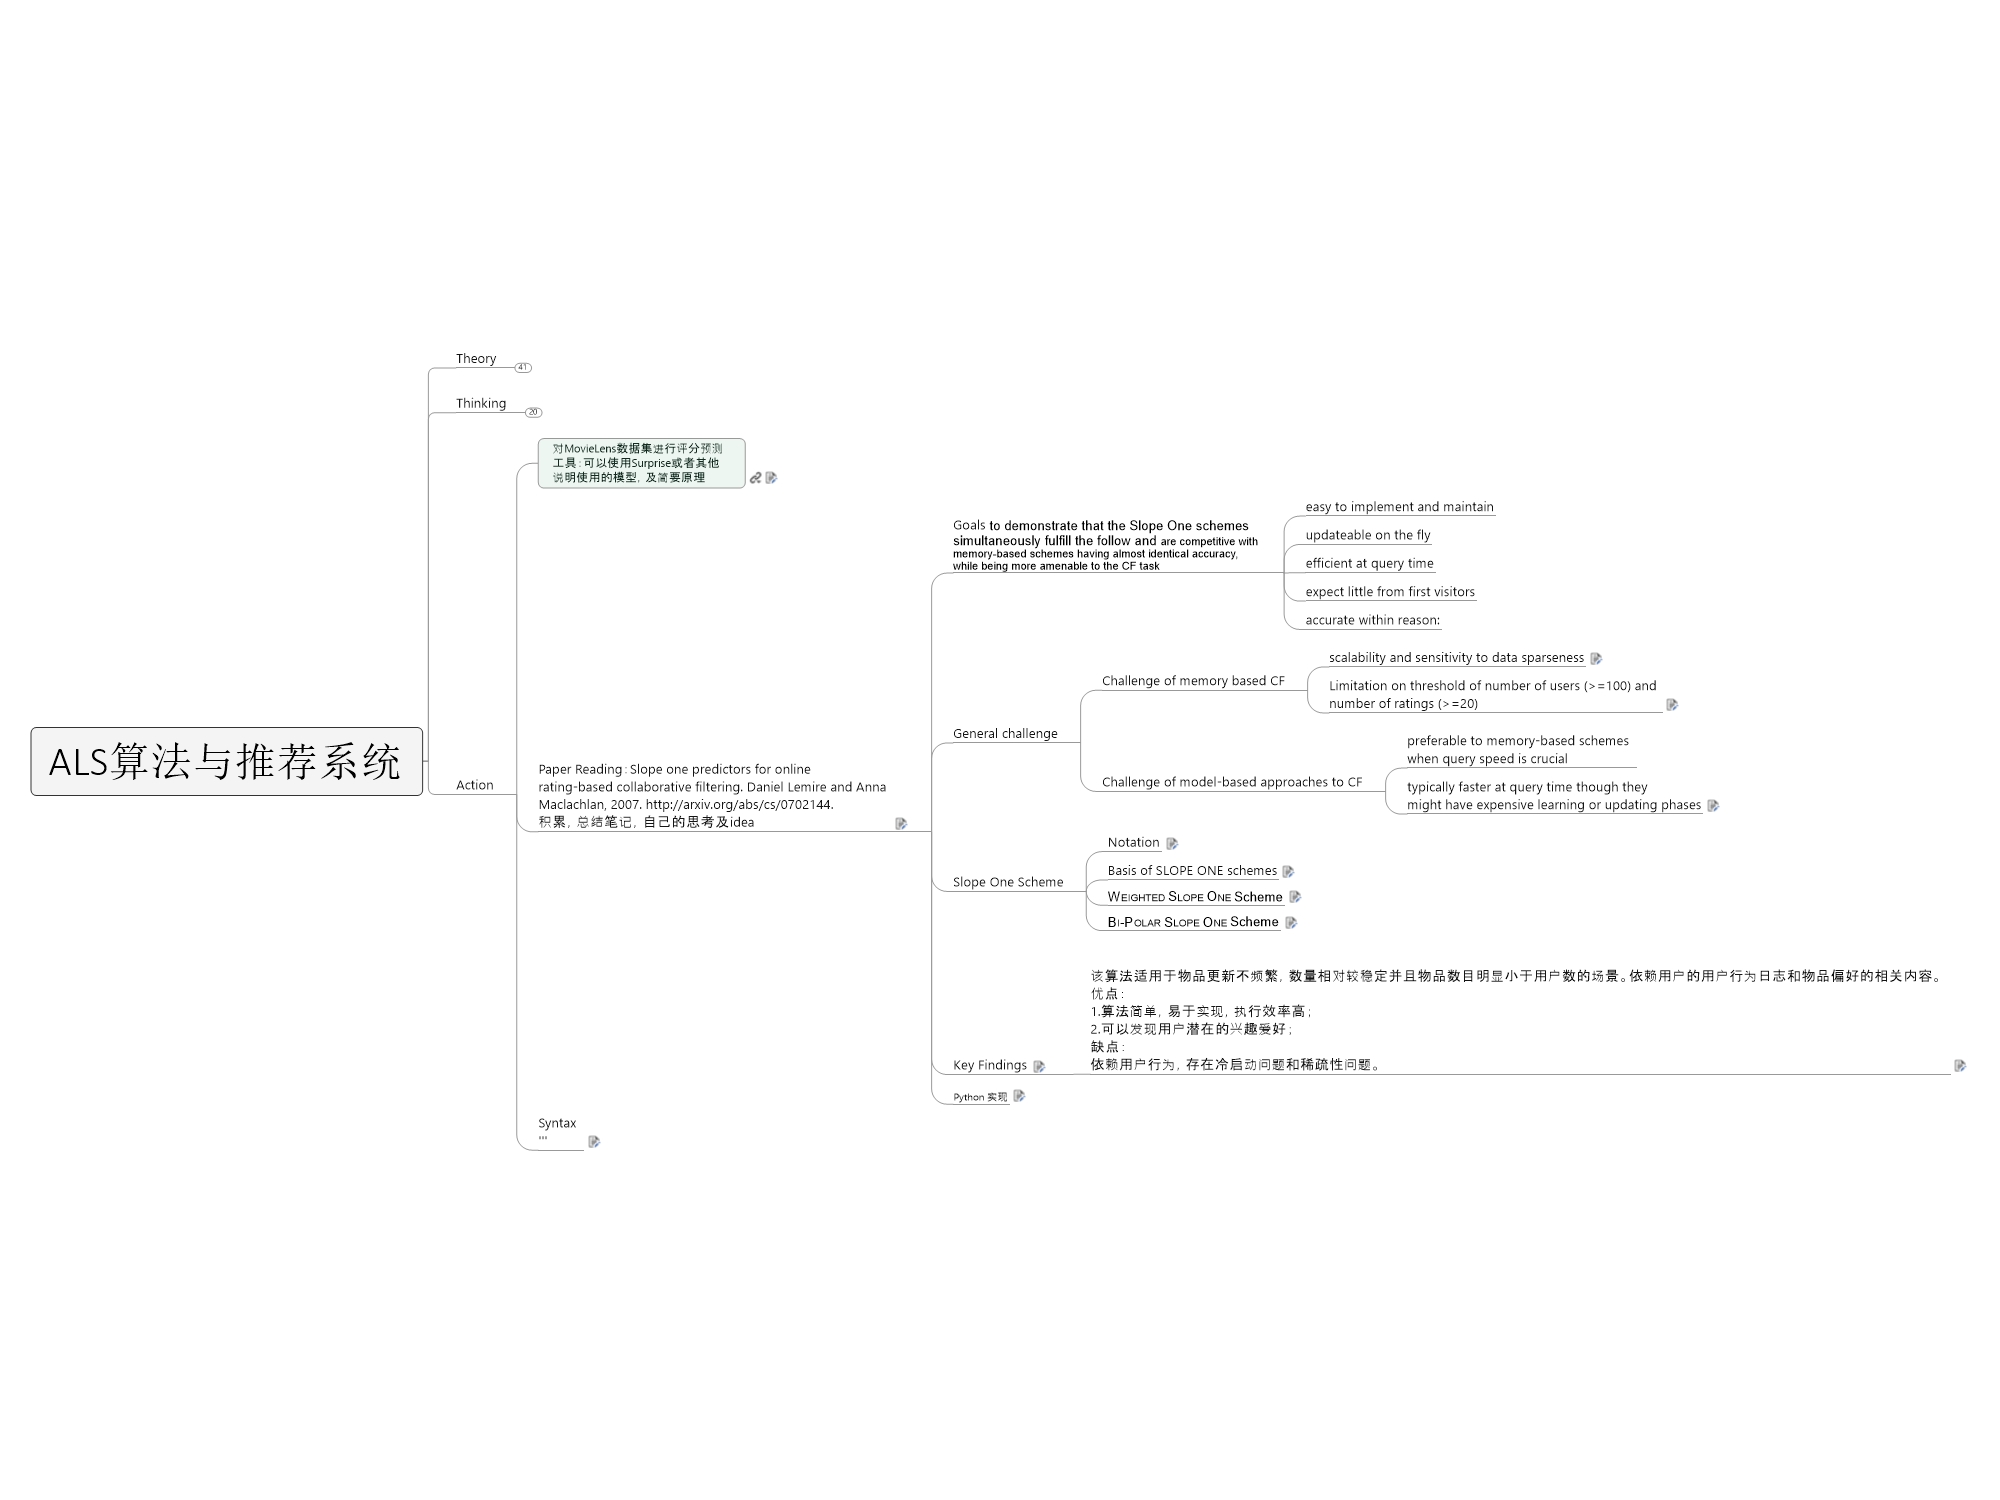 ALS算法与推荐系统
Theory
41
Thinking
20
Action
对MovieLens数据集进行评分预测
工具：可以使用Surprise或者其他
说明使用的模型，及简要原理
Paper Reading：Slope one predictors for online
rating-based collaborative filtering. Daniel Lemire and Anna
Maclachlan, 2007. http://arxiv.org/abs/cs/0702144.
积累，总结笔记，自己的思考及idea
Goals to demonstrate that the Slope One schemes
simultaneously fulfill the follow and are competitive with
memory-based schemes having almost identical accuracy,
while being more amenable to the CF task
easy to implement and maintain
updateable on the fly
efficient at query time
expect little from first visitors
accurate within reason:
General challenge
Challenge of memory based CF
scalability and sensitivity to data sparseness
Limitation on threshold of number of users (>=100) and
number of ratings (>=20)
Challenge of model-based approaches to CF
preferable to memory-based schemes
when query speed is crucial
typically faster at query time though they
might have expensive learning or updating phases
Slope One Scheme
Notation
Basis of SLOPE ONE schemes
WEIGHTED SLOPE ONE Scheme
BI-POLAR SLOPE ONE Scheme
Key Findings
该算法适用于物品更新不频繁，数量相对较稳定并且物品数目明显小于用户数的场景。依赖用户的用户行为日志和物品偏好的相关内容。
优点：
1.算法简单，易于实现，执行效率高；
2.可以发现用户潜在的兴趣爱好；
缺点：
依赖用户行为，存在冷启动问题和稀疏性问题。
Python 实现
Syntax
'''